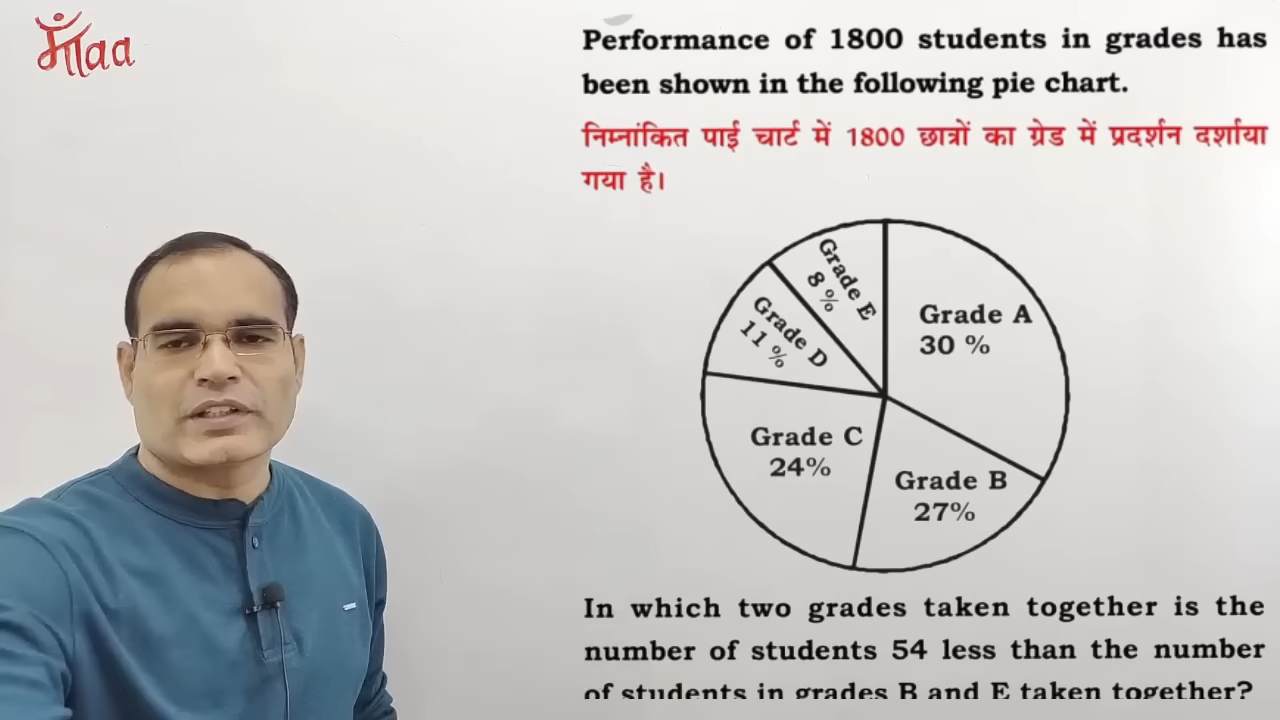 माँaa
Performance of 1800 students in grades has
been shown in the following pie chart.
निम्नांकित पाई चार्ट में 1800 छात्रों का ग्रेड में प्रदर्शन दर्शाया
गया है।
Grade E
8 %
Grade A
30 %
Grade D
11 %
Grade C
24%
Grade B
27%
In which two grades taken together is the
number of students 54 less than the number
of students in grades B and E taken together?